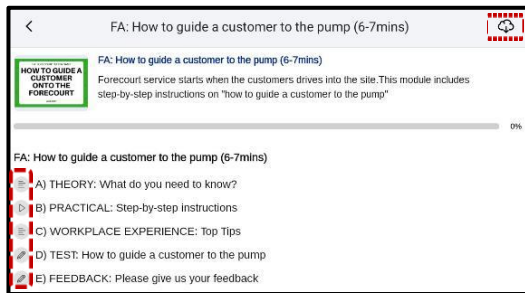 FA: How to guide a customer to the pump (6-7mins)
FA: How to guide a customer to the pump (6-7mins)
HOW TO GUIDE A
CUSTOMER
ONTO THE
FORECOURT
Forecourt service starts when the customers drives into the site.This module includes
step-by-step instructions on "how to guide a customer to the pump"
0%
FA: How to guide a customer to the pump (6-7mins)
A) THEORY: What do you need to know?
B) PRACTICAL: Step-by-step instructions
C) WORKPLACE EXPERIENCE: Top Tips
D) TEST: How to guide a customer to the pump
E) FEEDBACK: Please give us your feedback